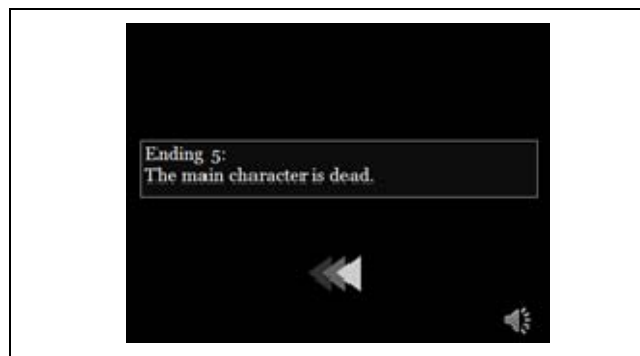 Ending 5:
The main character is dead.